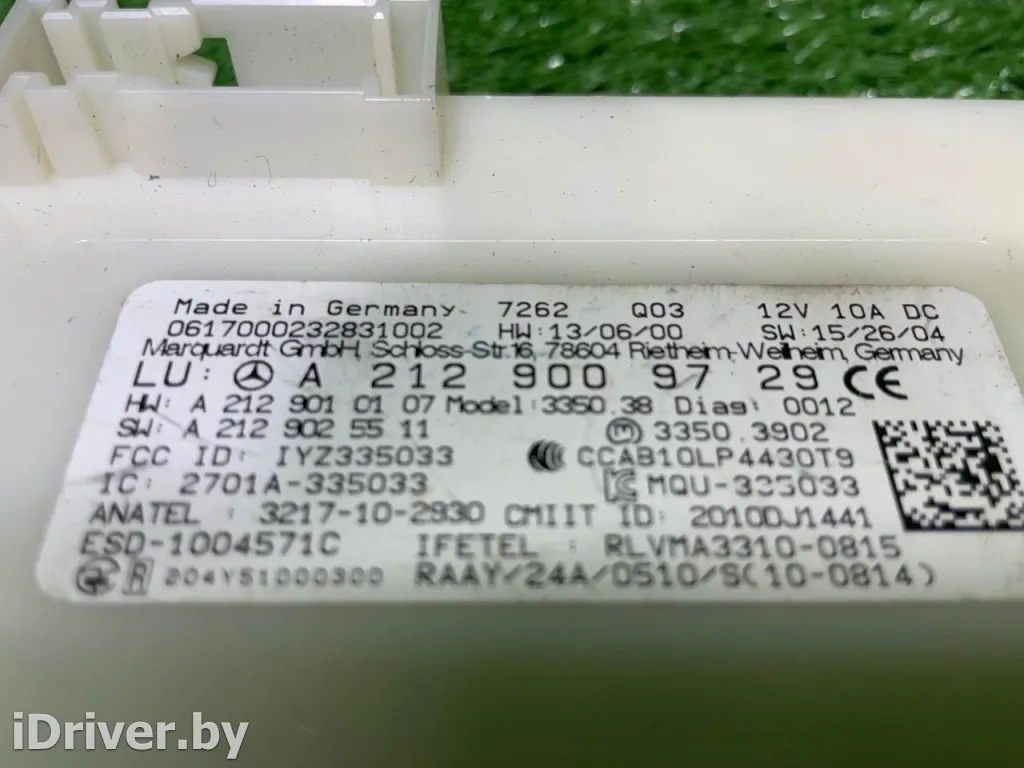 Made in Germany. 7262 Q03 12V 10A DC
0617000232831002 HW:13/06/00 SW:15/26/04
Marquardt GmbH, Schloss-Str.16, 78604 Rietheim-Weilheim, Germany
LU: A 212 900 97 29 CE
HW: A 212 901 01 07 Model:3350.38 Diag: 0012
SW: A 212 902 55 11 3350.3902
FCC ID: IYZ335033 CCAB10LP4430T9
IC: 2701A-335033 MQU-335033
ANATEL : 3217-10-2930 CMIIT ID: 2010DJ1441
ESD-1004571C IFETEL : RLVMA3310-0815
204Y51000300 RAAY/24A/0510/S(10-0814)
iDriver.by